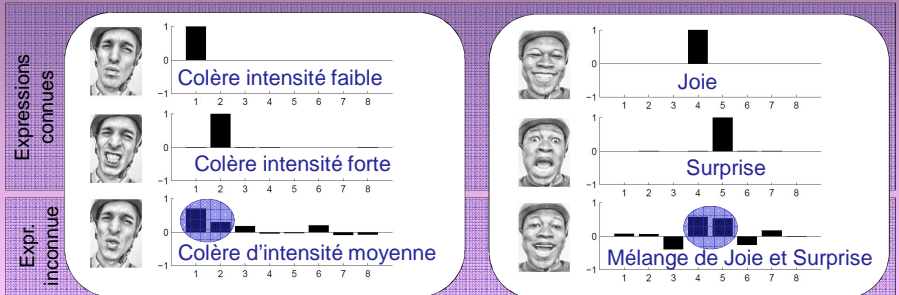 Expressions
connues
1
0
−1
Colère intensité faible
1 2 3 4 5 6 7 8
1
0
−1
Colère intensité forte
1 2 3 4 5 6 7 8
1
0
−1
Joie
1 2 3 4 5 6 7 8
1
0
−1
Surprise
1 2 3 4 5 6 7 8
Expr.
inconnue
1
0
−1
Colère d'intensité moyenne
1 2 3 4 5 6 7 8
1
0
−1
Mélange de Joie et Surprise
1 2 3 4 5 6 7 8